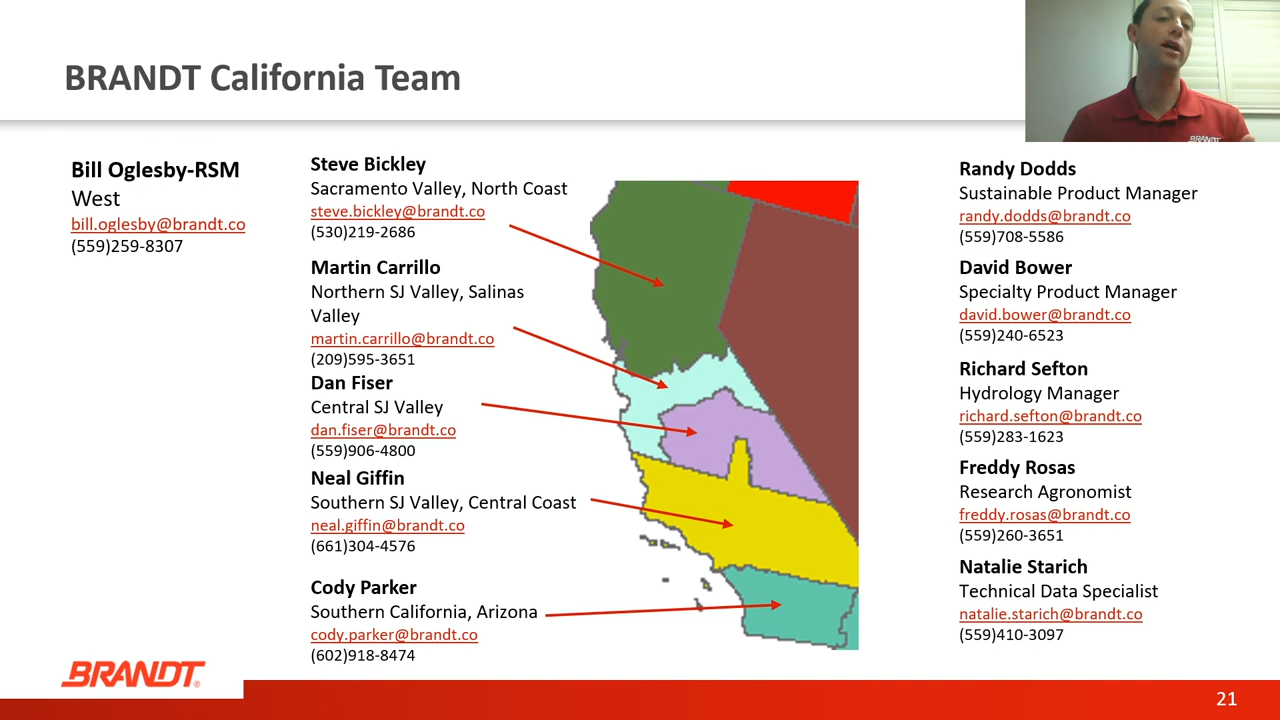 BRANDT California Team
BRANDT
Bill Oglesby-RSM
West
bill.oglesby@brandt.co
(559)259-8307
Steve Bickley
Sacramento Valley, North Coast
steve.bickley@brandt.co
(530)219-2686
Martin Carrillo
Northern SJ Valley, Salinas
Valley
martin.carrillo@brandt.co
(209)595-3651
Dan Fiser
Central SJ Valley
dan.fiser@brandt.co
(559)906-4800
Neal Giffin
Southern SJ Valley, Central Coast
neal.giffin@brandt.co
(661)304-4576
Cody Parker
Southern California, Arizona
cody.parker@brandt.co
(602)918-8474
Randy Dodds
Sustainable Product Manager
randy.dodds@brandt.co
(559)708-5586
David Bower
Specialty Product Manager
david.bower@brandt.co
(559)240-6523
Richard Sefton
Hydrology Manager
richard.sefton@brandt.co
(559)283-1623
Freddy Rosas
Research Agronomist
freddy.rosas@brandt.co
(559)260-3651
Natalie Starich
Technical Data Specialist
natalie.starich@brandt.co
(559)410-3097
BRANDT®
21